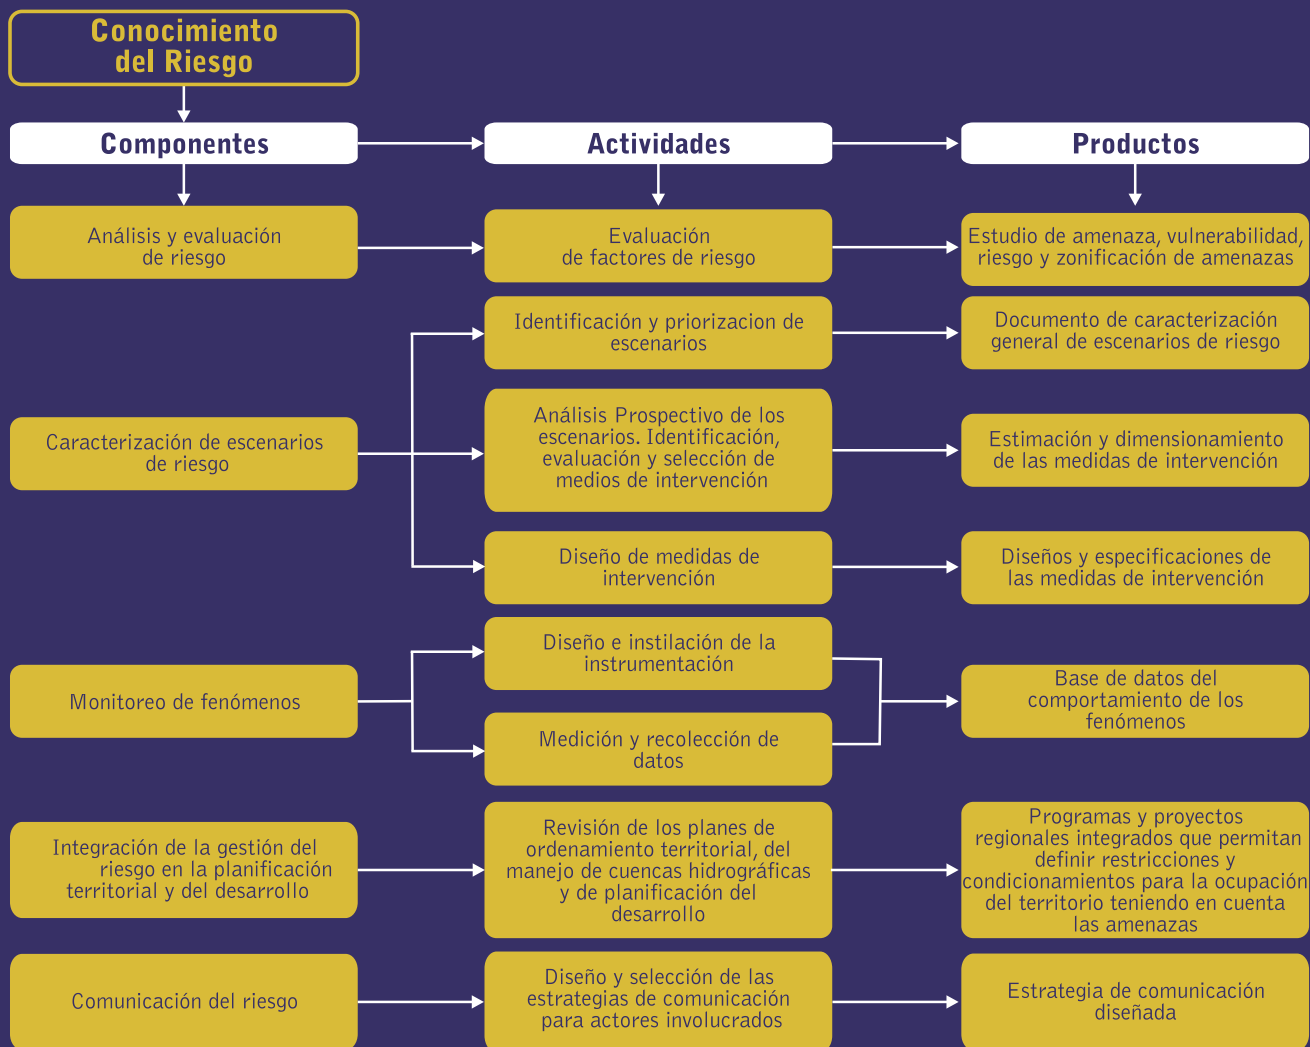 Conocimiento
del Riesgo
Componentes
Actividades
Productos
Análisis y evaluación
de riesgo
Evaluación
de factores de riesgo
Estudio de amenaza, vulnerabilidad,
riesgo y zonificación de amenazas
Caracterización de escenarios
de riesgo
Identificación y priorizacion de
escenarios
Documento de caracterización
general de escenarios de riesgo
Análisis Prospectivo de los
escenarios. Identificación,
evaluación y selección de
medios de intervención
Estimación y dimensionamiento
de las medidas de intervención
Diseño de medidas de
intervención
Diseños y especificaciones de
las medidas de intervención
Monitoreo de fenómenos
Diseño e instilación de la
instrumentación
Medición y recolección de
datos
Base de datos del
comportamiento de los
fenómenos
Integración de la gestión del
riesgo en la planificación
territorial y del desarrollo
Revisión de los planes de
ordenamiento territorial, del
manejo de cuencas hidrográficas
y de planificación del
desarrollo
Programas y proyectos
regionales integrados que permitan
definir restricciones y
condicionamientos para la ocupación
del territorio teniendo en cuenta
las amenazas
Comunicación del riesgo
Diseño y selección de las
estrategias de comunicación
para actores involucrados
Estrategia de comunicación
diseñada